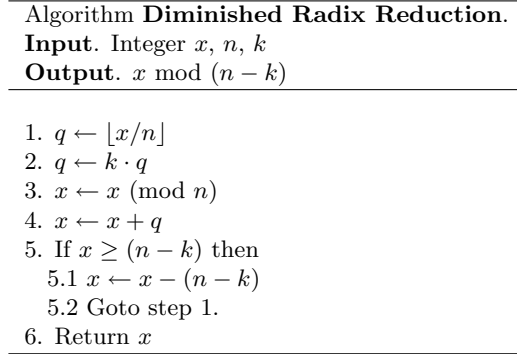 Algorithm Diminished Radix Reduction.
Input. Integer x, n, k
Output. x mod (n − k)
1. q ← ⌊x/n⌋
2. q ← k · q
3. x ← x (mod n)
4. x ← x + q
5. If x ≥ (n − k) then
5.1 x ← x − (n − k)
5.2 Goto step 1.
6. Return x